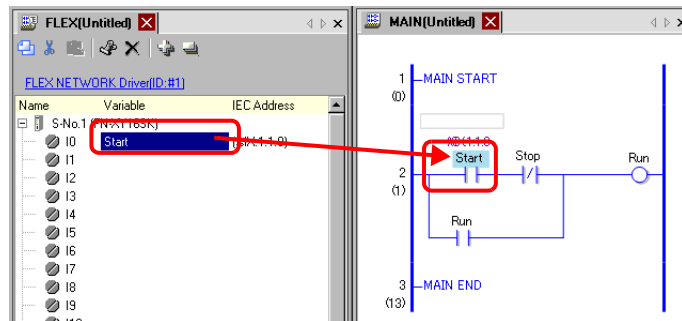 FLEX(Untitled)
FLEX NETWORK Driver(ID:#1)
Name Variable IEC Address
S-No.1 (FN-X16SK)
I0 Start
I1
I2
I3
I4
I5
I6
I7
I8
I9
MAIN(Untitled)
1 MAIN START
(0)
Start Stop Run
2
(1)
Run
3 MAIN END
(13)